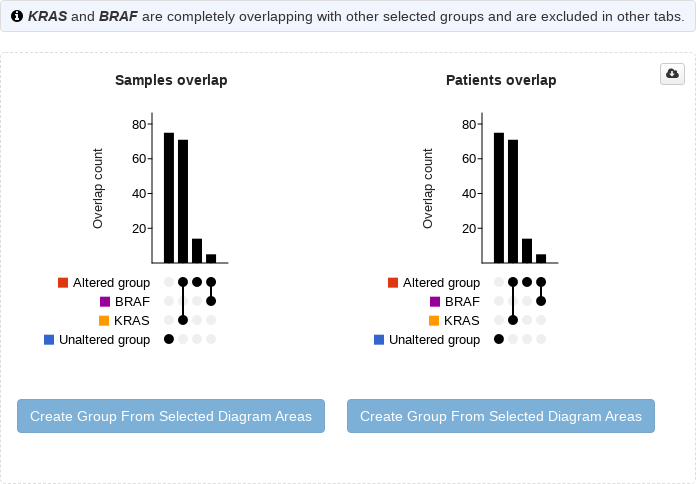 KRAS and BRAF are completely overlapping with other selected groups and are excluded in other tabs.
Samples overlap
80
60
40
20
Overlap count
Altered group
BRAF
KRAS
Unaltered group
Create Group From Selected Diagram Areas
Patients overlap
80
60
40
20
Overlap count
Altered group
BRAF
KRAS
Unaltered group
Create Group From Selected Diagram Areas